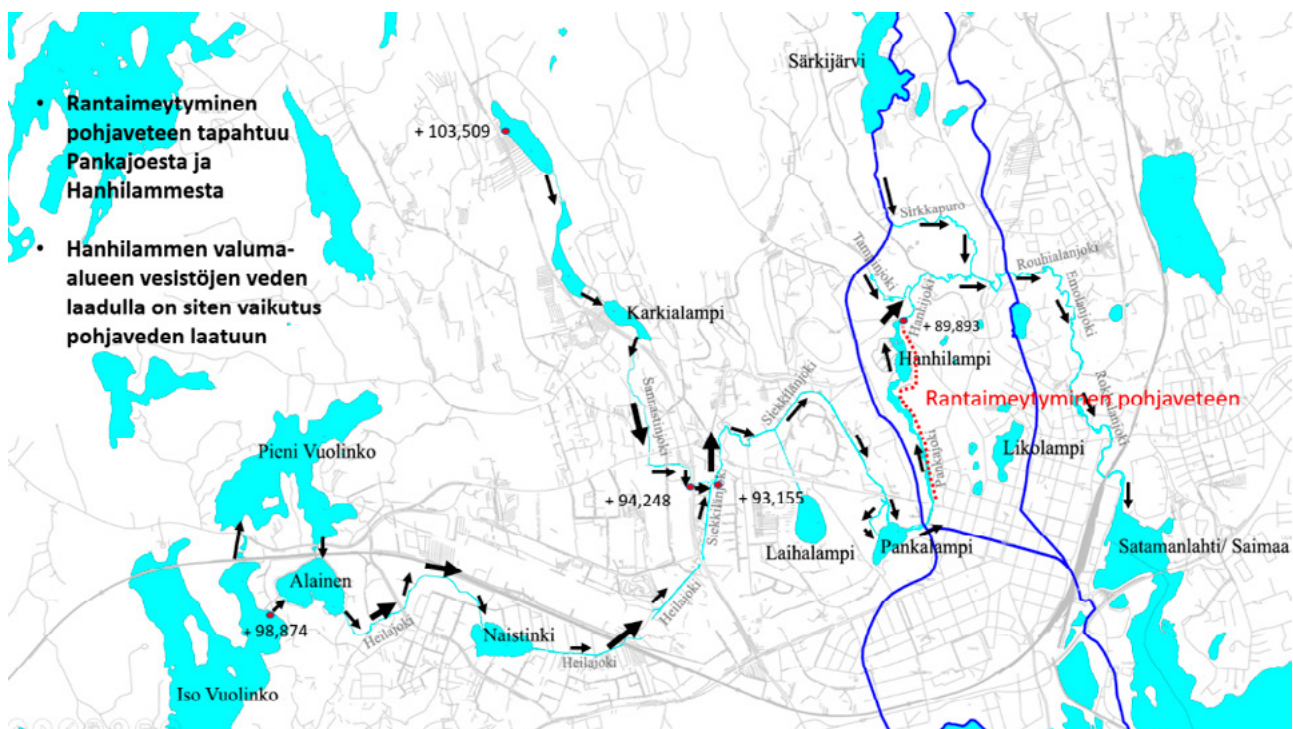 • Rantaimeytyminen
pohjaveteen tapahtuu
Pankajoesta ja
Hanhilammesta
• Hanhilammen valuma-
alueen vesistöjen veden
laadulla on siten vaikutus
pohjaveden laatuun
Särkijärvi
+ 103,509
Sirkkapuro
Rouhialanjoki
Emolanjoki
Hanhijoki
Karkialampi
+ 89,893
Hanhilampi
Rantaimeytyminen pohjaveteen
Siekkilänjoki
Pankajoki
Likolampi
Pieni Vuolinko
+ 94,248
+ 93,155
Siekkilänjoki
Laihalampi
Pankalampi
Satamanlahti/ Saimaa
Alainen
Heilajoki
+ 98,874
Heilajoki
Naistinki
Heilajoki
Iso Vuolinko